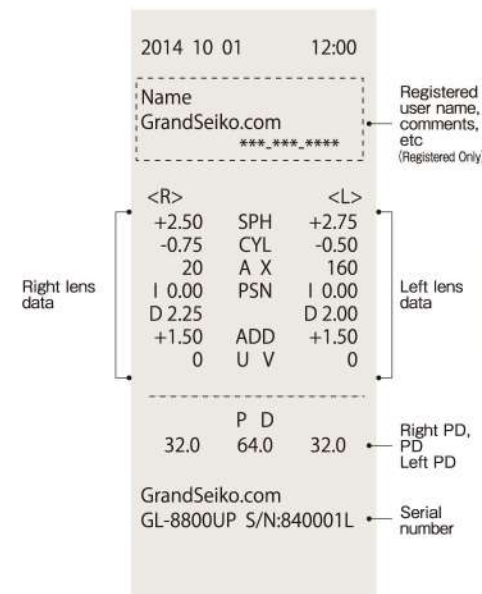 2014 10 01 12:00
Name
GrandSeiko.com
***_***_****
Registered
user name,
comments,
etc
(Registered Only)
<R> <L>
+2.50 SPH +2.75
-0.75 CYL -0.50
20 A X 160
I 0.00 PSN I 0.00
D 2.25 D 2.00
+1.50 ADD +1.50
0 U V 0
Right lens
data
Left lens
data
P D
32.0 64.0 32.0
Right PD,
PD
Left PD
GrandSeiko.com
GL-8800UP S/N:840001L
Serial
number